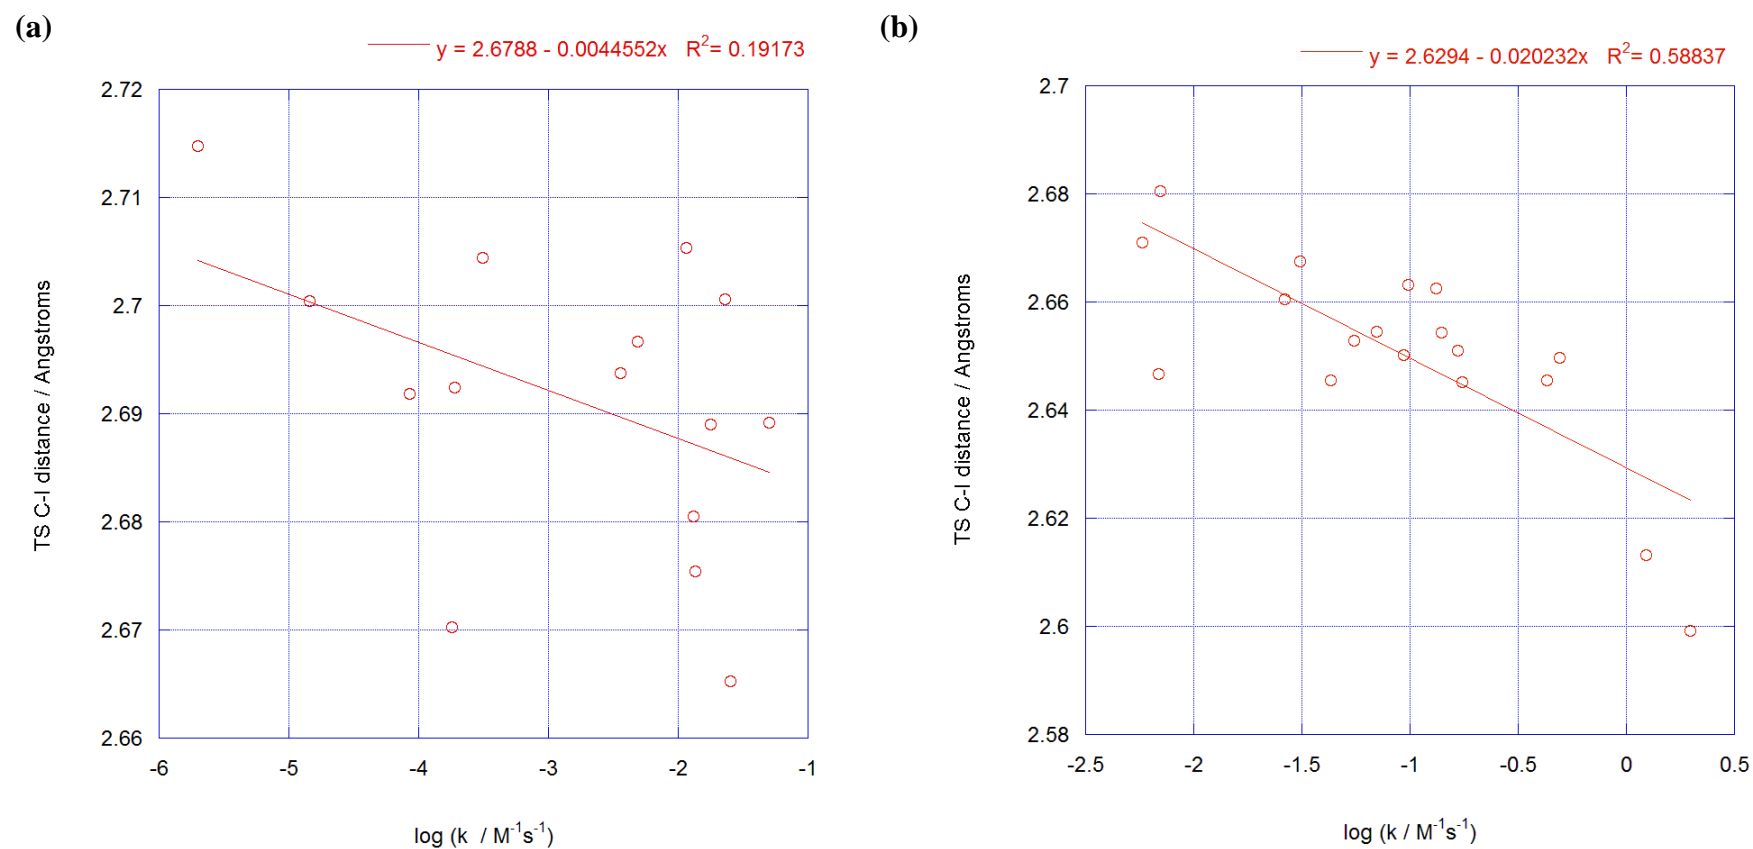 (a)
y = 2.6788 - 0.0044552x R²= 0.19173
2.72
2.71
2.7
2.69
2.68
2.67
2.66
-6 -5 -4 -3 -2 -1
TS C-I distance / Angstroms
log (k / M⁻¹s⁻¹)
(b)
y = 2.6294 - 0.020232x R²= 0.58837
2.7
2.68
2.66
2.64
2.62
2.6
2.58
-2.5 -2 -1.5 -1 -0.5 0 0.5
TS C-I distance / Angstroms
log (k / M⁻¹s⁻¹)